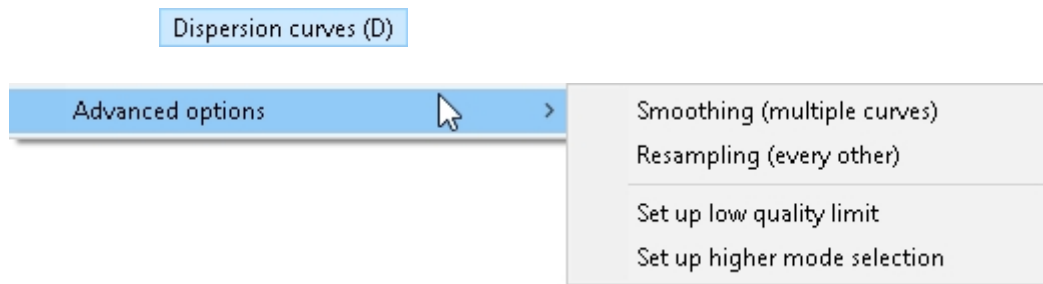 Dispersion curves (D)
Advanced options >
Smoothing (multiple curves)
Resampling (every other)
Set up low quality limit
Set up higher mode selection